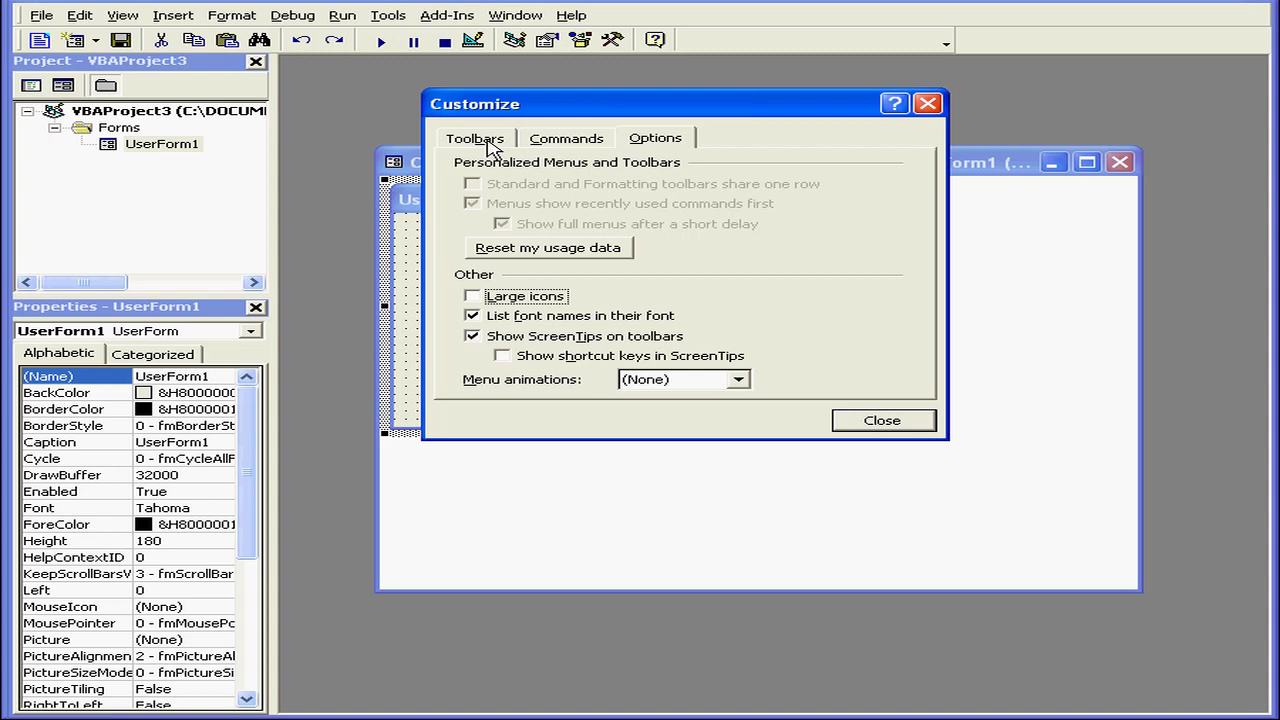 File Edit View Insert Format Debug Run Tools Add-Ins Window Help
Project - VBAProject3
VBAProject3 (C:\DOCUM
Forms
UserForm1
Properties - UserForm1
UserForm1 UserForm
Alphabetic Categorized
(Name) UserForm1
BackColor &H8000000
BorderColor &H8000001
BorderStyle 0 - fmBorderSt
Caption UserForm1
Cycle 0 - fmCycleAllF
DrawBuffer 32000
Enabled True
Font Tahoma
ForeColor &H8000001
Height 180
HelpContextID 0
KeepScrollBarsV 3 - fmScrollBar
Left 0
MouseIcon (None)
MousePointer 0 - fmMousePo
Picture (None)
PictureAlignmen 2 - fmPictureAl
PictureSizeMode 0 - fmPictureSi
PictureTiling False
RightToLeft False
orm1 (...
Us
Customize
Toolbars Commands Options
Personalized Menus and Toolbars
Standard and Formatting toolbars share one row
Menus show recently used commands first
Show full menus after a short delay
Reset my usage data
Other
Large icons
List font names in their font
Show ScreenTips on toolbars
Show shortcut keys in ScreenTips
Menu animations: (None)
Close